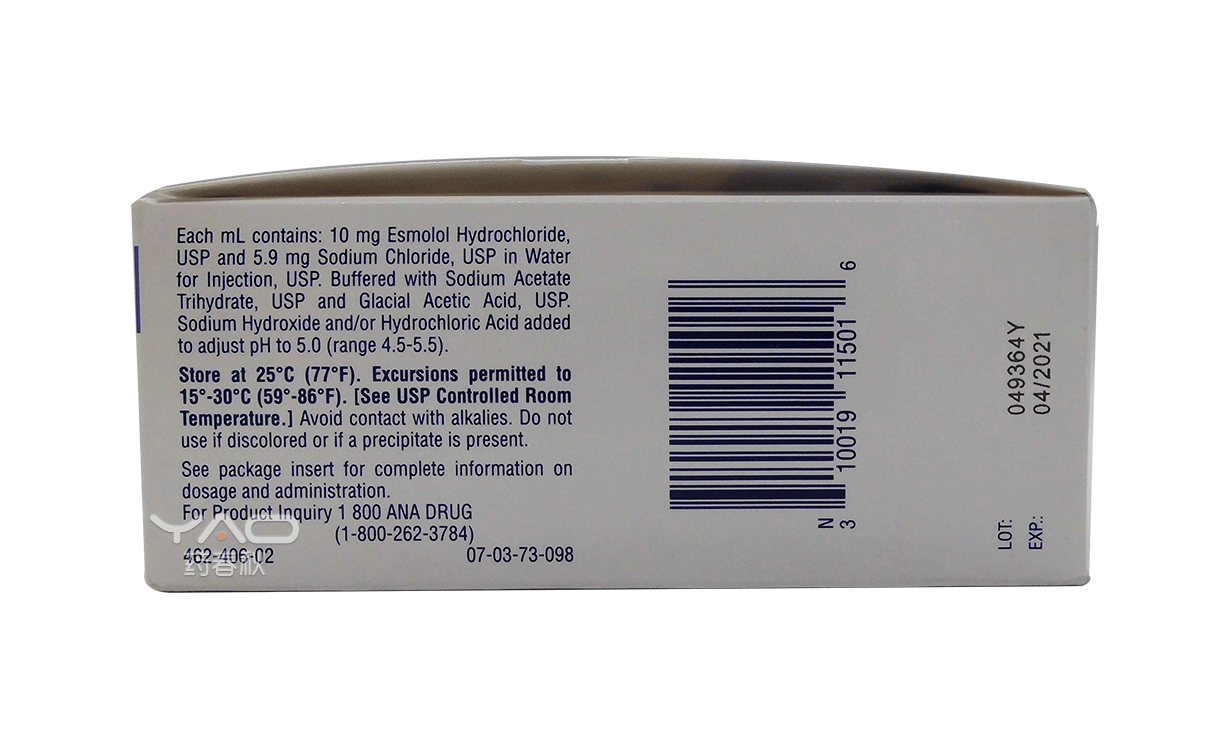 Each mL contains: 10 mg Esmolol Hydrochloride,
USP and 5.9 mg Sodium Chloride, USP in Water
for Injection, USP. Buffered with Sodium Acetate
Trihydrate, USP and Glacial Acetic Acid, USP.
Sodium Hydroxide and/or Hydrochloric Acid added
to adjust pH to 5.0 (range 4.5-5.5).
Store at 25°C (77°F). Excursions permitted to
15°-30°C (59°-86°F). [See USP Controlled Room
Temperature.] Avoid contact with alkalies. Do not
use if discolored or if a precipitate is present.
See package insert for complete information on
dosage and administration.
For Product Inquiry 1 800 ANA DRUG
(1-800-262-3784)
462-406-02 07-03-73-098
YAO
药春秋
N
3 10019 11501 6
LOT: 049364Y
EXP.: 04/2021